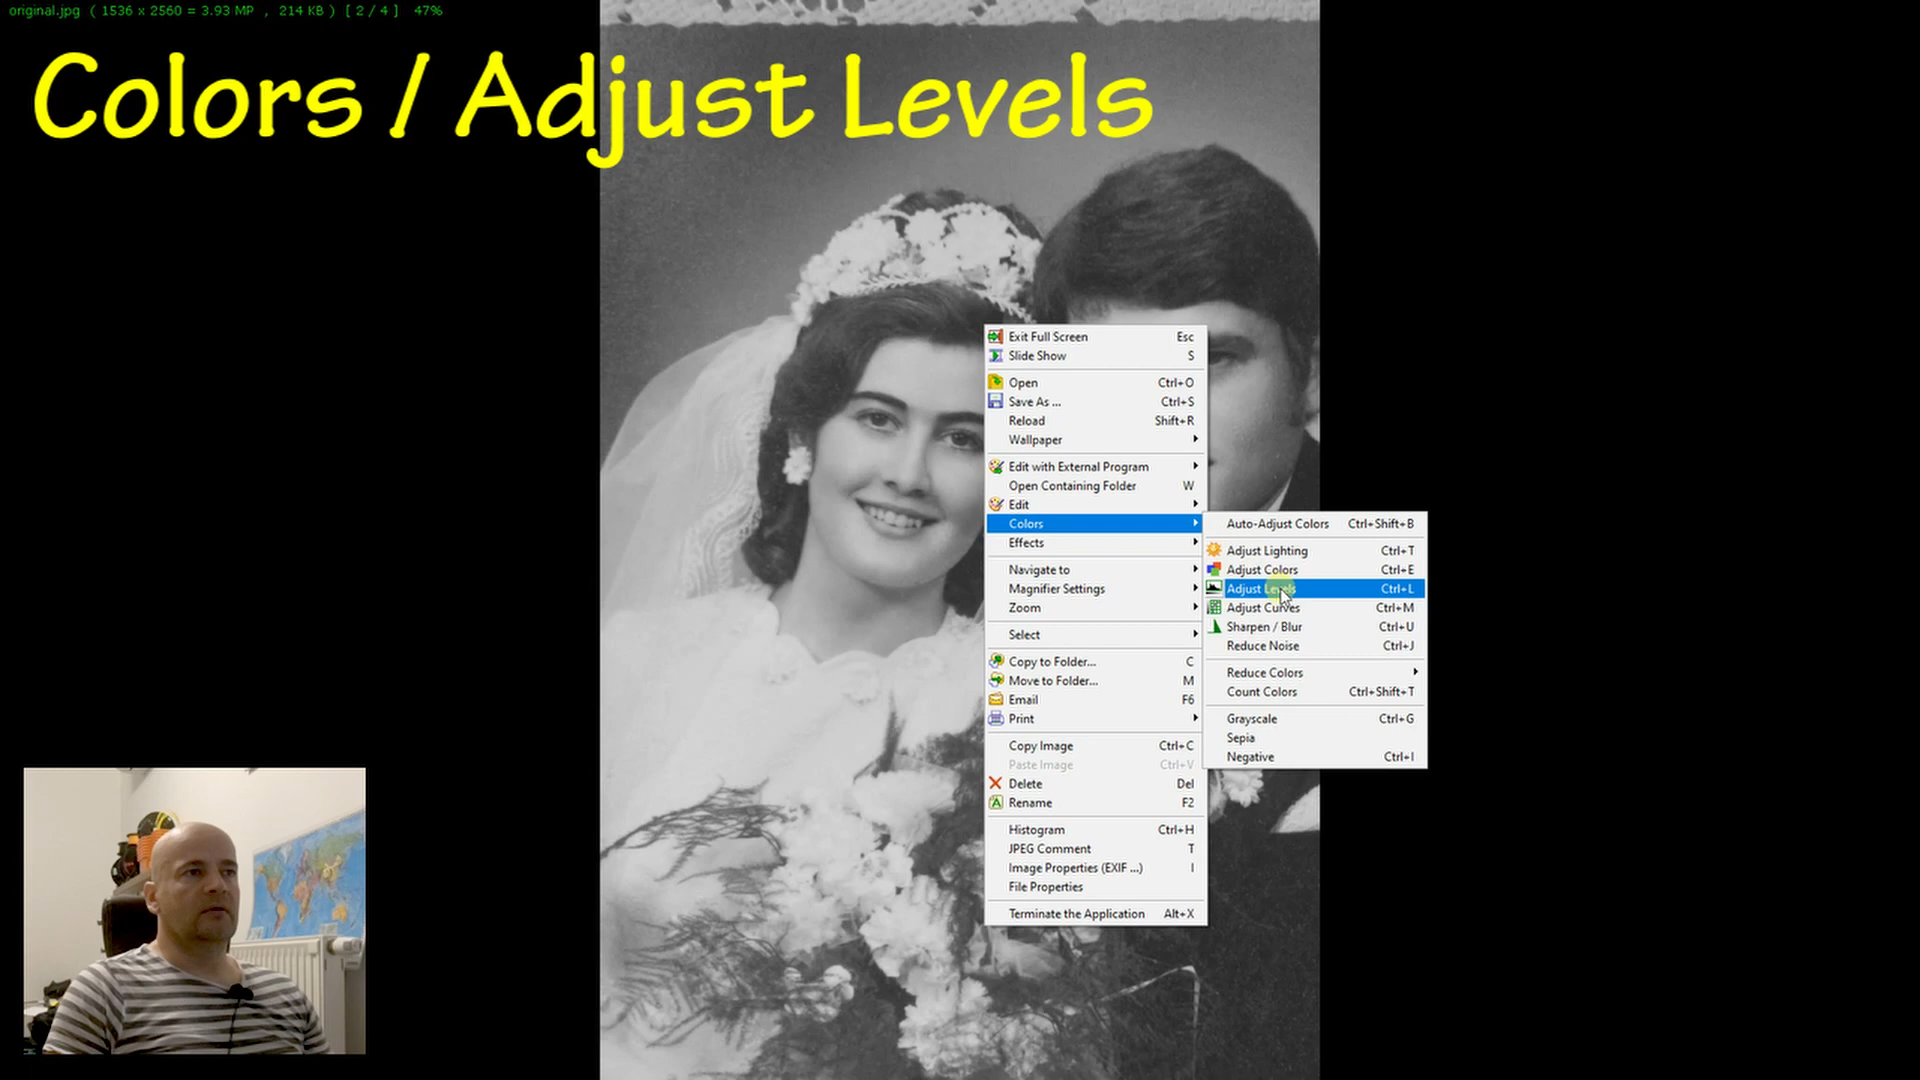 original.jpg ( 1536 x 2560 = 3.93 MP , 214 KB ) [ 2 / 4 ] 47%
Colors / Adjust Levels
Exit Full Screen Esc
Slide Show S
Open Ctrl+O
Save As ... Ctrl+S
Reload Shift+R
Wallpaper
Edit with External Program
Open Containing Folder W
Edit
Colors
Effects
Navigate to
Magnifier Settings
Zoom
Select
Copy to Folder... C
Move to Folder... M
Email F6
Print
Copy Image Ctrl+C
Paste Image Ctrl+V
Delete Del
Rename F2
Histogram Ctrl+H
JPEG Comment T
Image Properties (EXIF ...) I
File Properties
Terminate the Application Alt+X
Auto-Adjust Colors Ctrl+Shift+B
Adjust Lighting Ctrl+T
Adjust Colors Ctrl+E
Adjust Levels Ctrl+L
Adjust Curves Ctrl+M
Sharpen / Blur Ctrl+U
Reduce Noise Ctrl+J
Reduce Colors
Count Colors Ctrl+Shift+T
Grayscale Ctrl+G
Sepia
Negative Ctrl+I